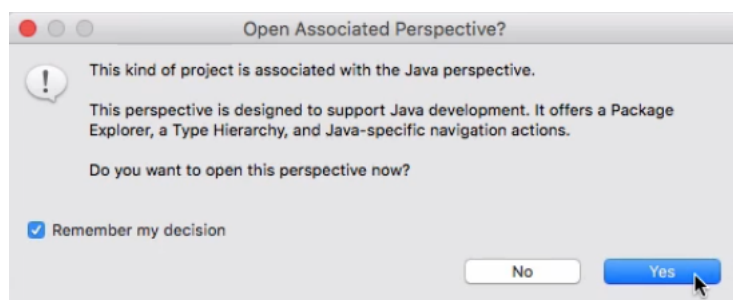 Open Associated Perspective?
This kind of project is associated with the Java perspective.
This perspective is designed to support Java development. It offers a Package
Explorer, a Type Hierarchy, and Java-specific navigation actions.
Do you want to open this perspective now?
Remember my decision
No
Yes